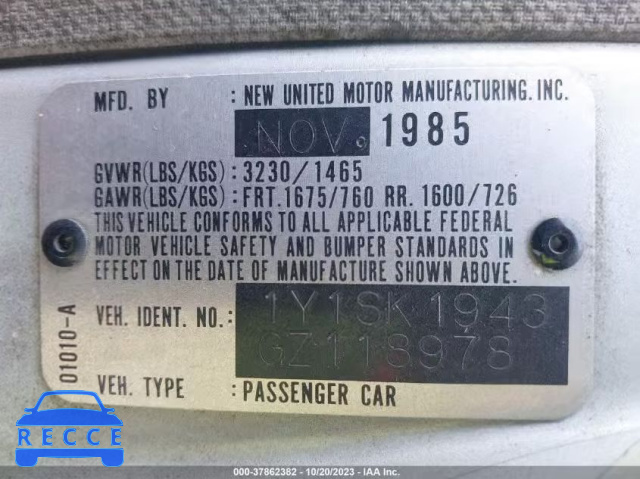 MFD. BY : NEW UNITED MOTOR MANUFACTURING.INC.
NOV. 1985
GVWR(LBS/KGS) : 3230/1465
GAWR(LBS/KGS) : FRT.1675/760 RR. 1600/726
THIS VEHICLE CONFORMS TO ALL APPLICABLE FEDERAL
MOTOR VEHICLE SAFETY AND BUMPER STANDARDS IN
EFFECT ON THE DATE OF MANUFACTURE SHOWN ABOVE.
VEH. IDENT. NO. : 1Y1SK1943
GZ118978
VEH. TYPE : PASSENGER CAR
01010-A
RECCE
000-37862382 - 10/20/2023 - IAA Inc.